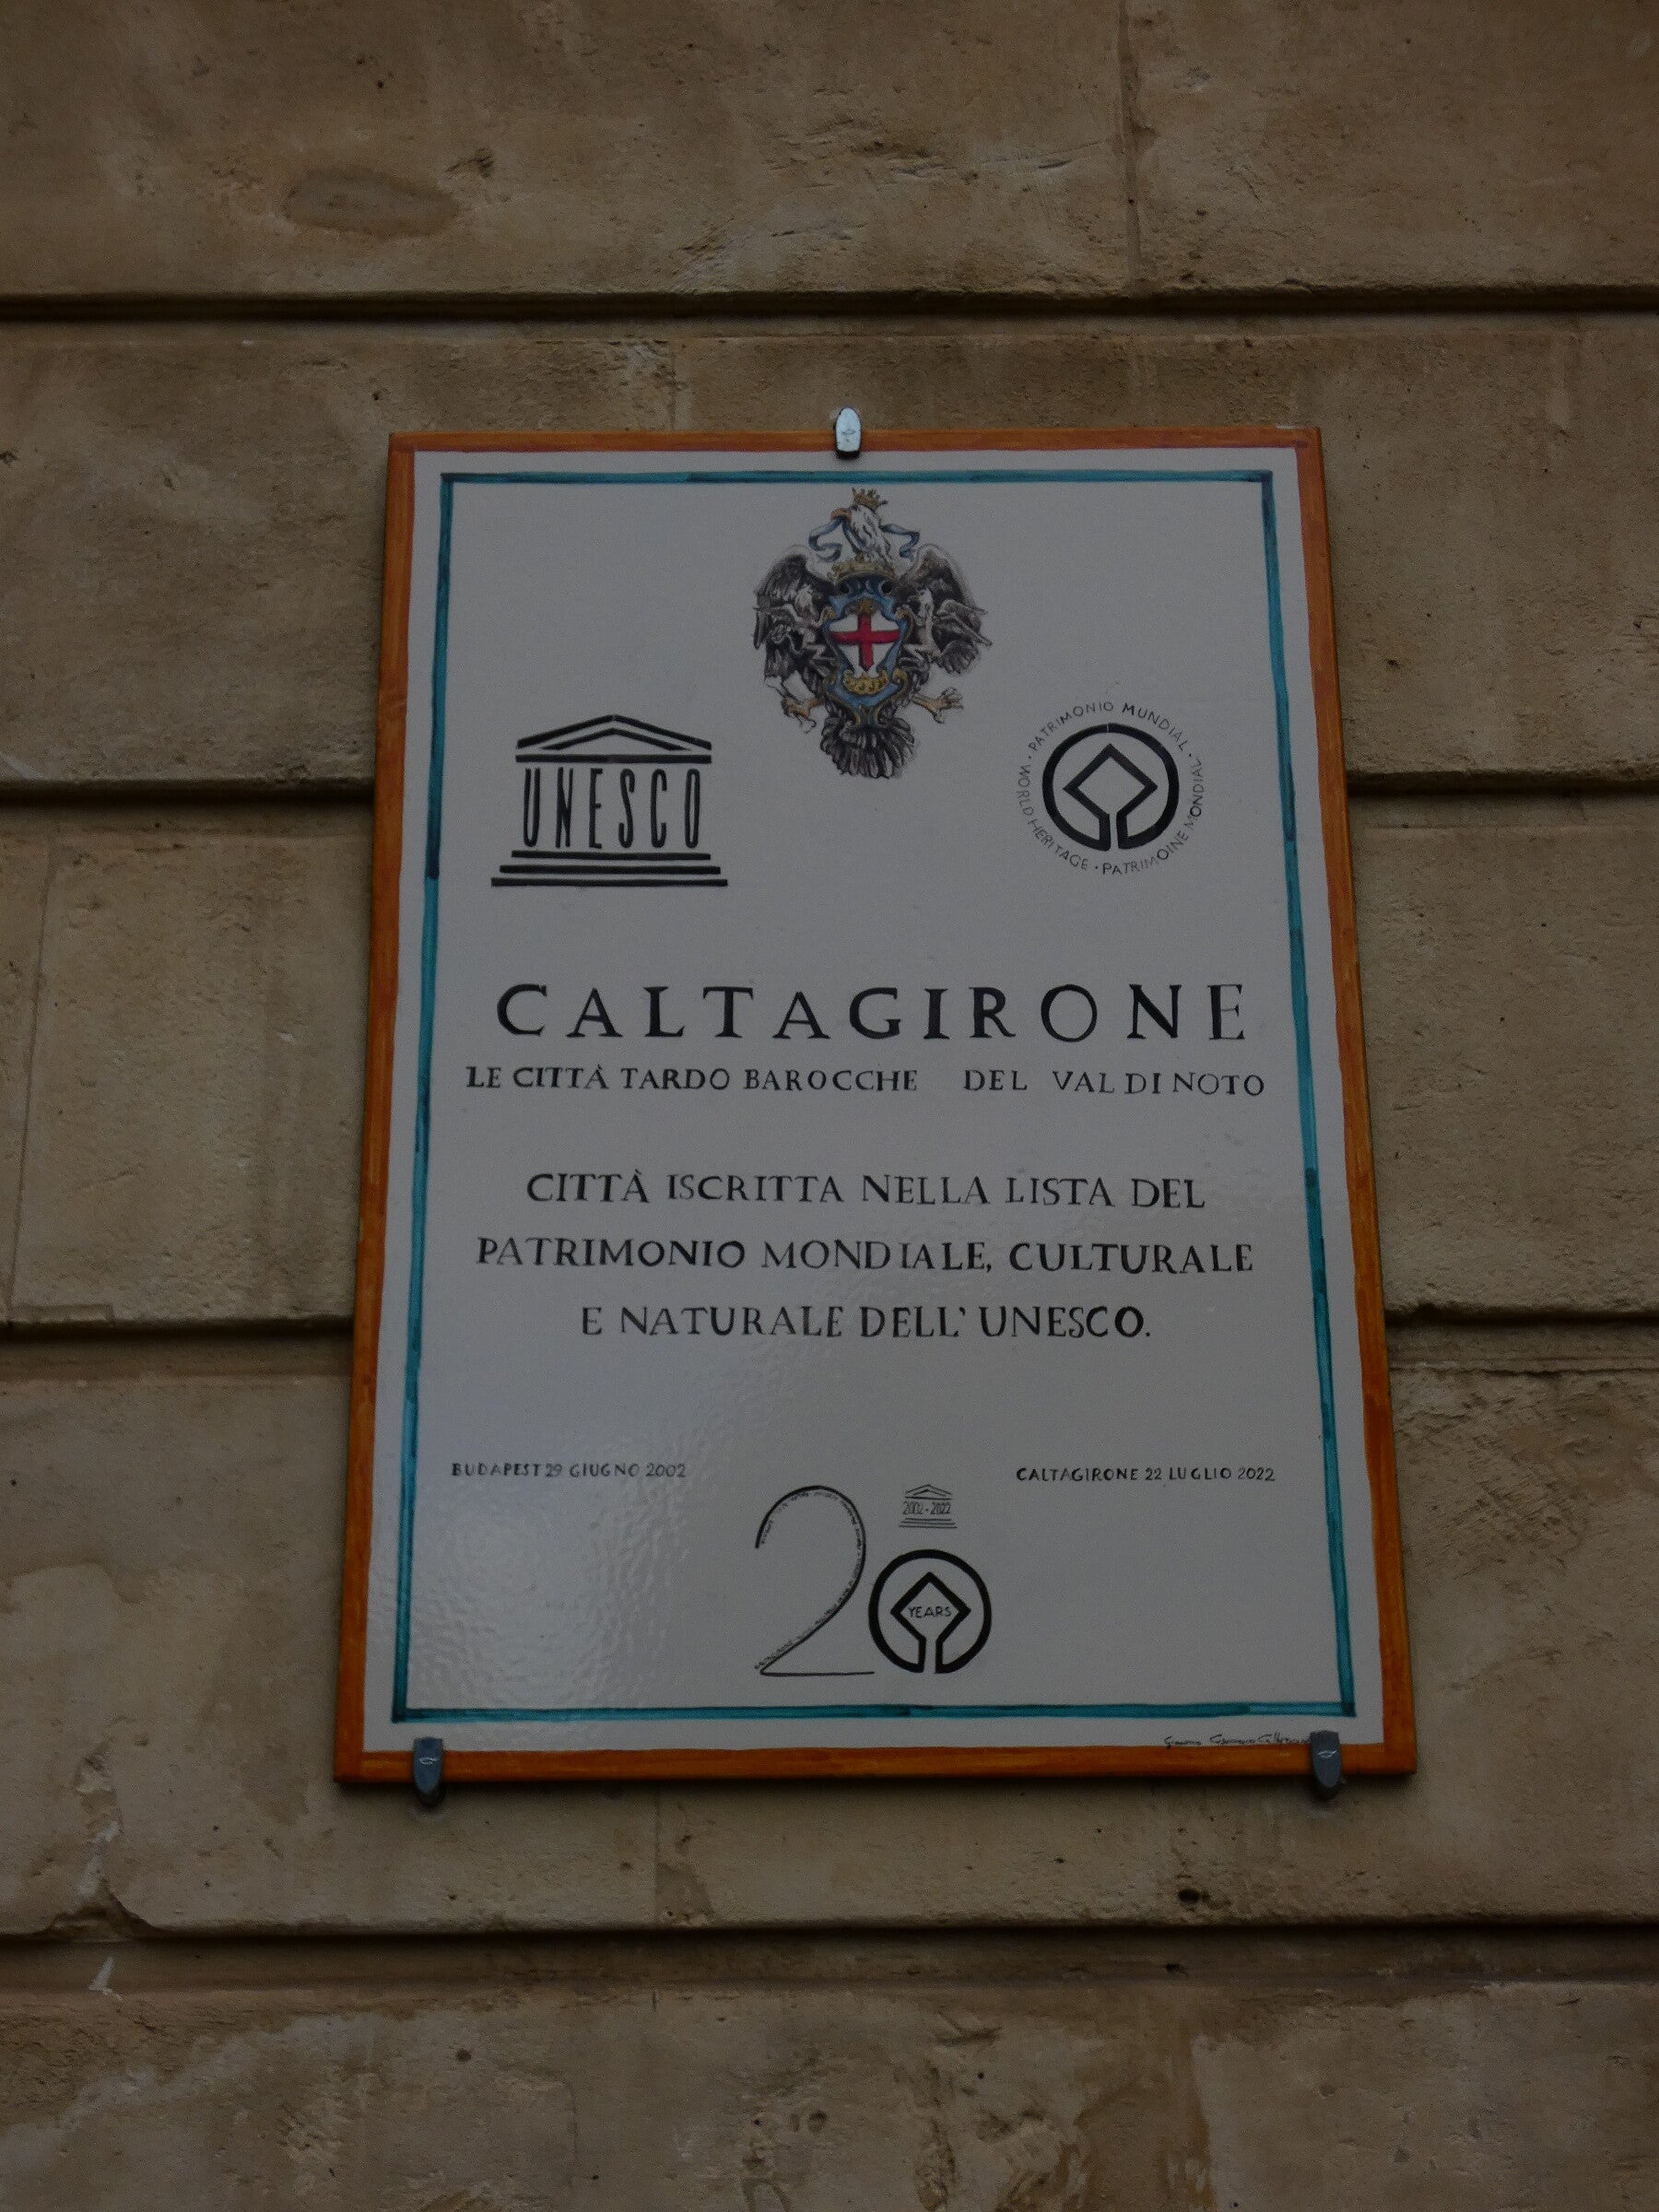 UNESCO
· PATRIMONIO MUNDIAL · WORLD HERITAGE · PATRIMOINE MONDIAL
CALTAGIRONE
LE CITTÀ TARDO BAROCCHE DEL VAL DI NOTO
CITTÀ ISCRITTA NELLA LISTA DEL
PATRIMONIO MONDIALE, CULTURALE
E NATURALE DELL' UNESCO.
BUDAPEST 29 GIUGNO 2002
CALTAGIRONE 22 LUGLIO 2022
2002-2022
20
YEARS